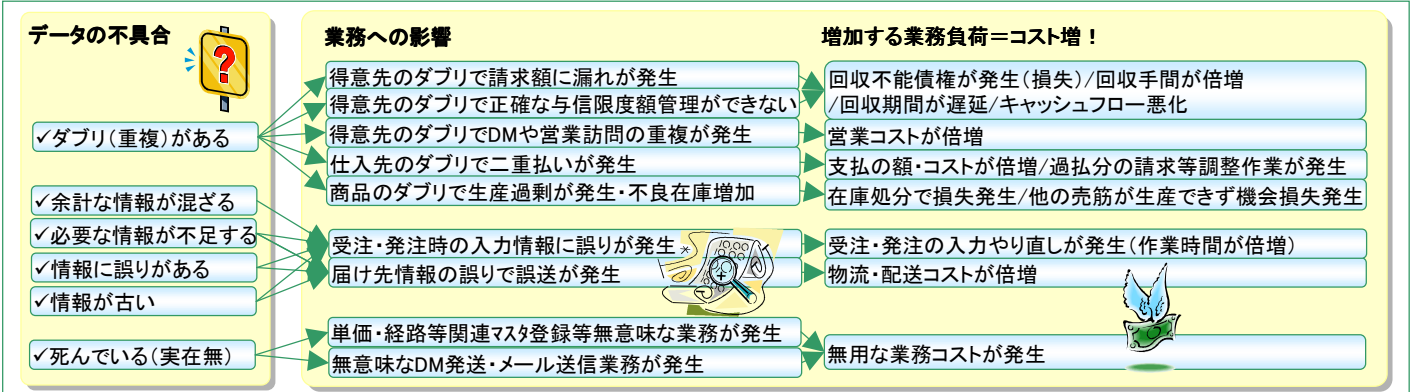 データの不具合
✓ダブリ（重複）がある
✓余計な情報が混ざる
✓必要な情報が不足する
✓情報に誤りがある
✓情報が古い
✓死んでいる（実在無）
業務への影響
得意先のダブリで請求額に漏れが発生
得意先のダブリで正確な与信限度額管理ができない
得意先のダブリでDMや営業訪問の重複が発生
仕入先のダブリで二重払いが発生
商品のダブリで生産過剰が発生・不良在庫増加
受注・発注時の入力情報に誤りが発生
届け先情報の誤りで誤送が発生
単価・経路等関連ﾏｽﾀ登録等無意味な業務が発生
無意味なDM発送・メール送信業務が発生
増加する業務負荷＝コスト増！
回収不能債権が発生（損失）/回収手間が倍増
/回収期間が遅延/キャッシュフロー悪化
営業コストが倍増
支払の額・コストが倍増/過払分の請求等調整作業が発生
在庫処分で損失発生/他の売筋が生産できず機会損失発生
受注・発注の入力やり直しが発生（作業時間が倍増）
物流・配送コストが倍増
無用な業務コストが発生